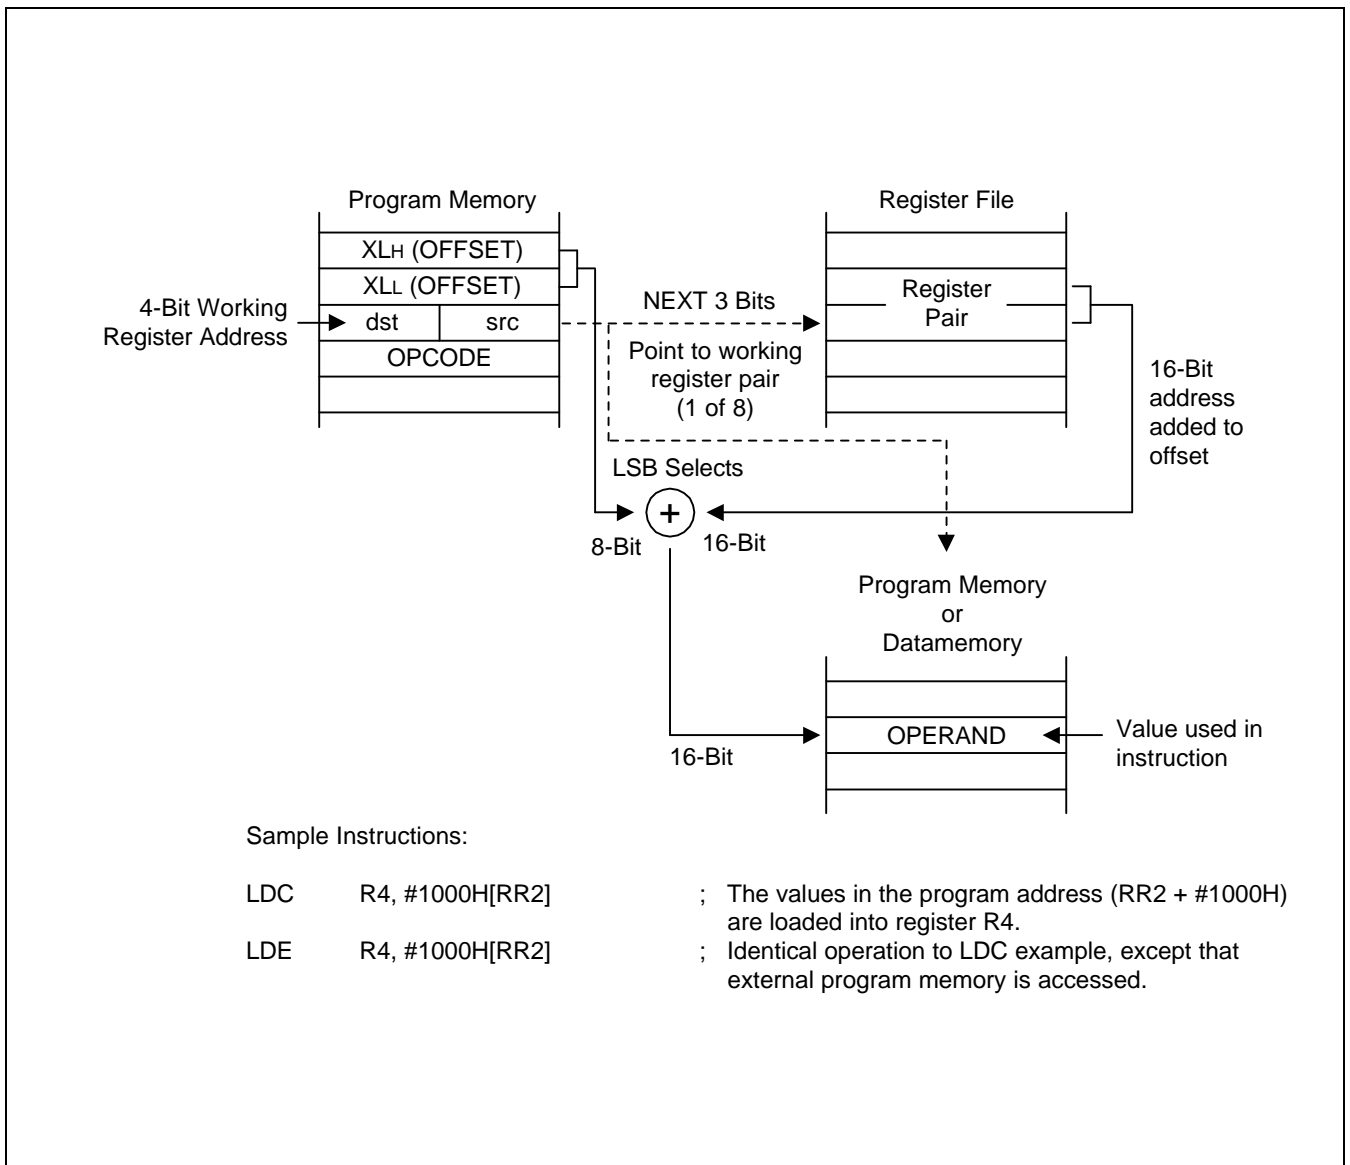 Program Memory
XLH (OFFSET)
XLL (OFFSET)
4-Bit Working
Register Address
dst
src
OPCODE
NEXT 3 Bits
Point to working
register pair
(1 of 8)
Register File
Register
Pair
16-Bit
address
added to
offset
LSB Selects
+
8-Bit
16-Bit
Program Memory
or
Datamemory
OPERAND
16-Bit
Value used in
instruction
Sample Instructions:
LDC R4, #1000H[RR2] ; The values in the program address (RR2 + #1000H)
are loaded into register R4.
LDE R4, #1000H[RR2] ; Identical operation to LDC example, except that
external program memory is accessed.